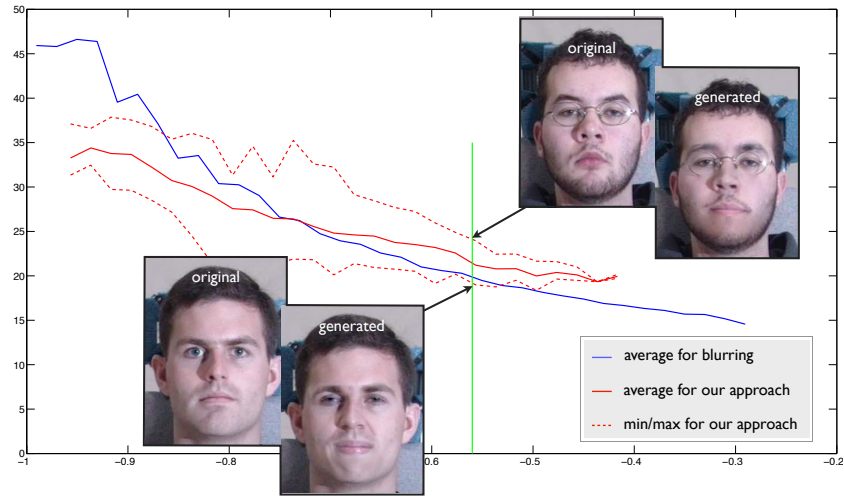 50
45
40
35
30
25
20
15
10
5
0
original
generated
original
generated
average for blurring
average for our approach
min/max for our approach
−1
−0.9
−0.8
0.6
−0.5
−0.4
−0.3
−0.2